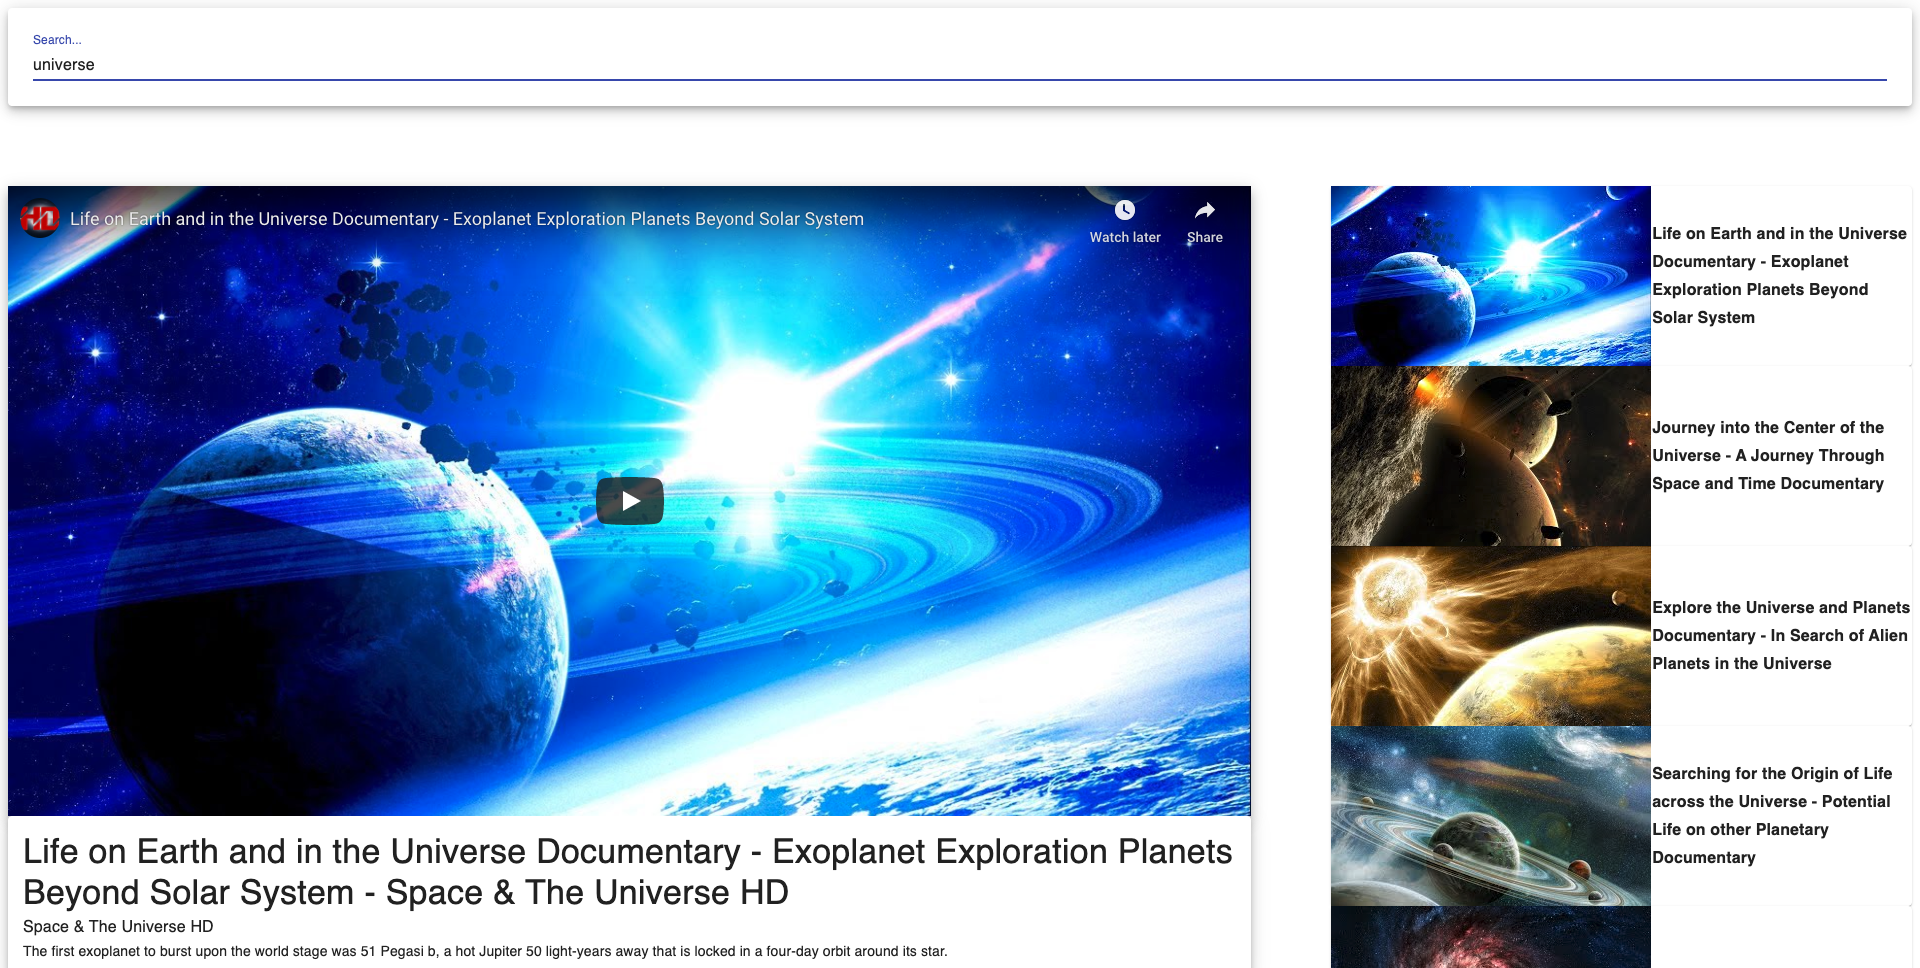 Search...
universe
HD
Life on Earth and in the Universe Documentary - Exoplanet Exploration Planets Beyond Solar System
Watch later
Share
Life on Earth and in the Universe Documentary - Exoplanet Exploration Planets
Beyond Solar System - Space & The Universe HD
Space & The Universe HD
The first exoplanet to burst upon the world stage was 51 Pegasi b, a hot Jupiter 50 light-years away that is locked in a four-day orbit around its star.
Life on Earth and in the Universe
Documentary - Exoplanet
Exploration Planets Beyond
Solar System
Journey into the Center of the
Universe - A Journey Through
Space and Time Documentary
Explore the Universe and Planets
Documentary - In Search of Alien
Planets in the Universe
Searching for the Origin of Life
across the Universe - Potential
Life on other Planetary
Documentary